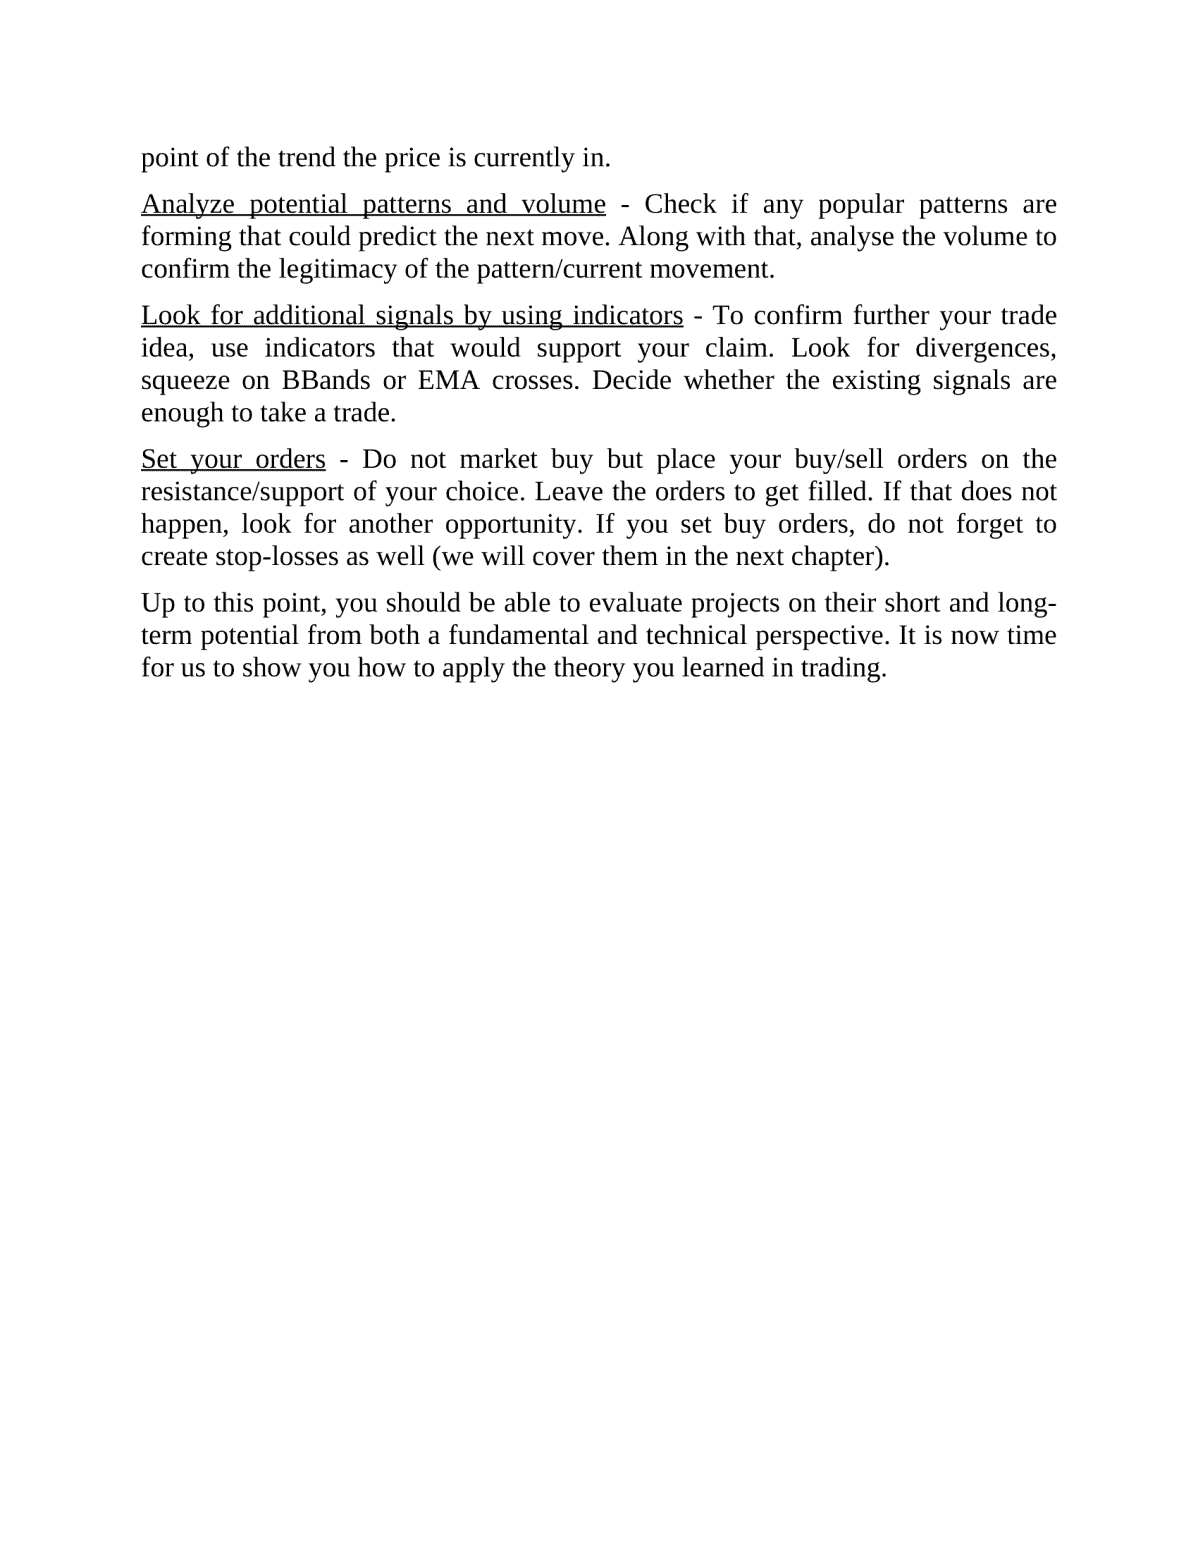 point of the trend the price is currently in.
Analyze potential patterns and volume - Check if any popular patterns are
forming that could predict the next move. Along with that, analyse the volume to
confirm the legitimacy of the pattern/current movement.
Look for additional signals by using indicators - To confirm further your trade
idea, use indicators that would support your claim. Look for divergences,
squeeze on BBands or EMA crosses. Decide whether the existing signals are
enough to take a trade.
Set your orders - Do not market buy but place your buy/sell orders on the
resistance/support of your choice. Leave the orders to get filled. If that does not
happen, look for another opportunity. If you set buy orders, do not forget to
create stop-losses as well (we will cover them in the next chapter).
Up to this point, you should be able to evaluate projects on their short and long-
term potential from both a fundamental and technical perspective. It is now time
for us to show you how to apply the theory you learned in trading.